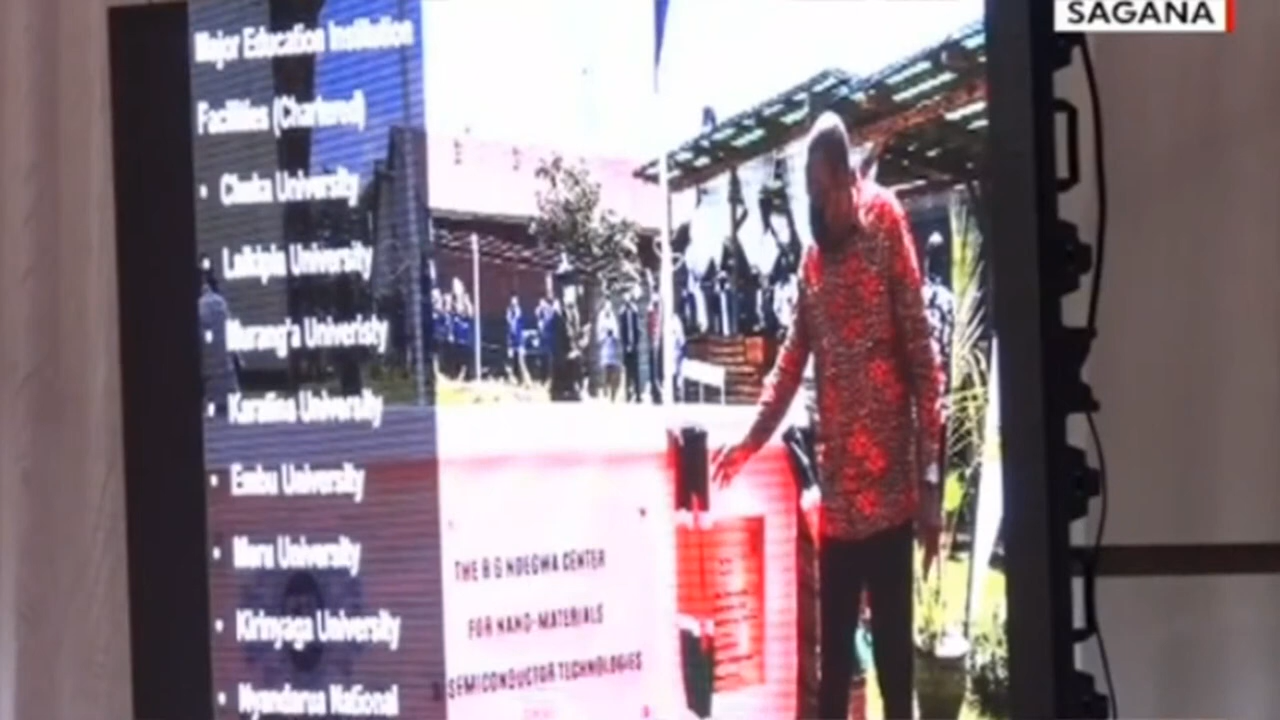 SAGANA
Major Education Institution
Facilities (Chartered)
• Chuka University
• Laikipia University
• Murang'a Univeristy
• Karatina University
• Embu University
• Meru University
• Kirinyaga University
• Nyandarua National
THE B G NDEGWA CENTER
FOR NANO-MATERIALS
SEMICONDUCTOR TECHNOLOGIES